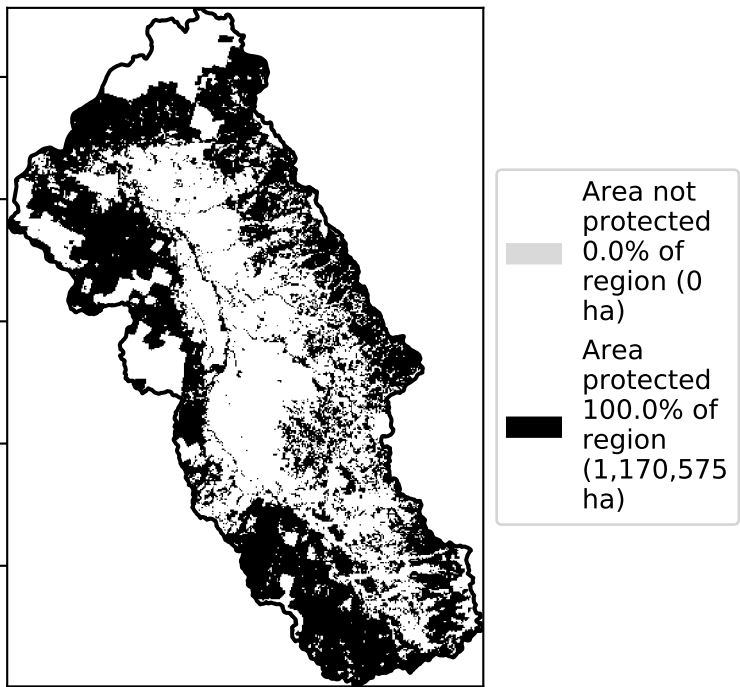 Area not
protected
0.0% of
region (0
ha)
Area
protected
100.0% of
region
(1,170,575
ha)